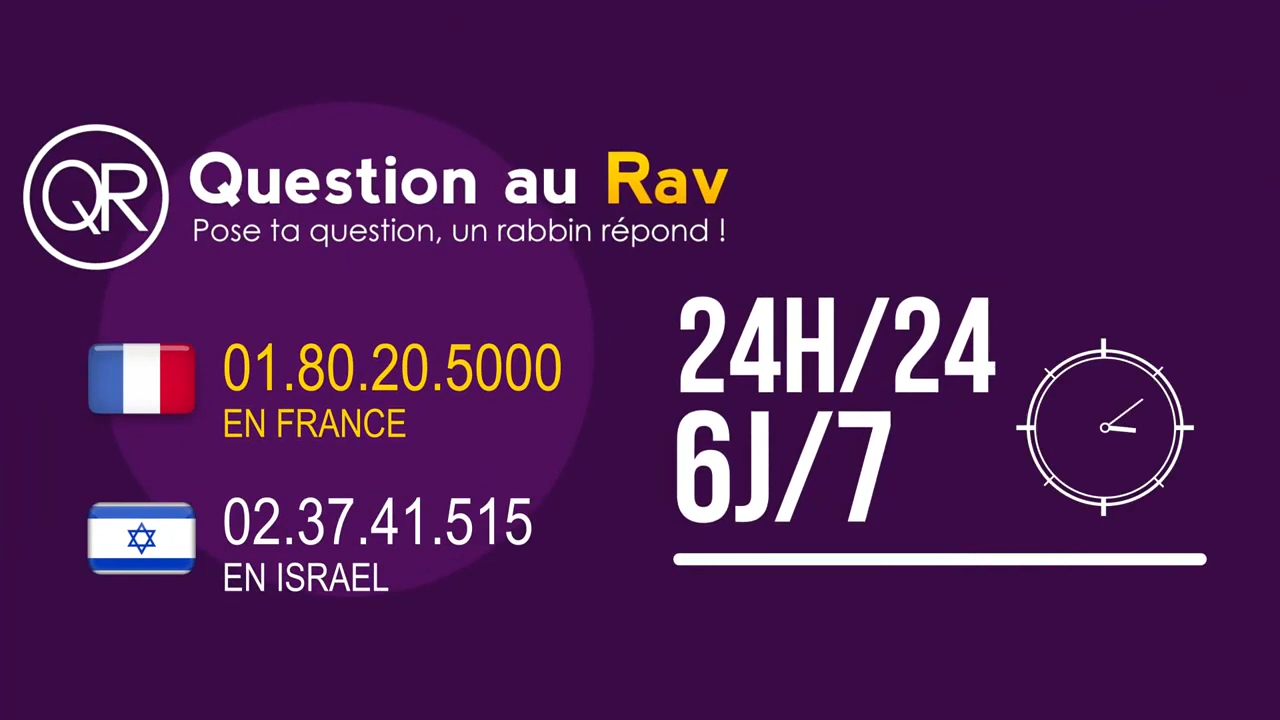 QR
Question au Rav
Pose ta question, un rabbin répond !
01.80.20.5000
EN FRANCE
02.37.41.515
EN ISRAEL
24H/24
6J/7